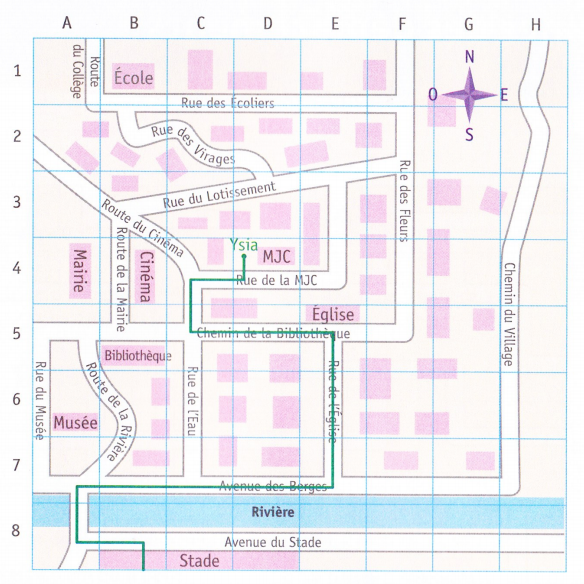 A B C D E F G H
1
2
3
4
5
6
7
8
N
O E
S
Route
du Collège
École
Rue des Écoliers
Rue des Virages
Rue du Lotissement
Route du Cinéma
Rue des Fleurs
Ysia
MJC
Rue de la MJC
Mairie
Route de la Mairie
Cinéma
Chemin du Village
Église
Chemin de la Bibliothèque
Bibliothèque
Rue du Musée
Route de la Rivière
Rue de l'Eau
Rue de l'Église
Musée
Avenue des Berges
Rivière
Avenue du Stade
Stade